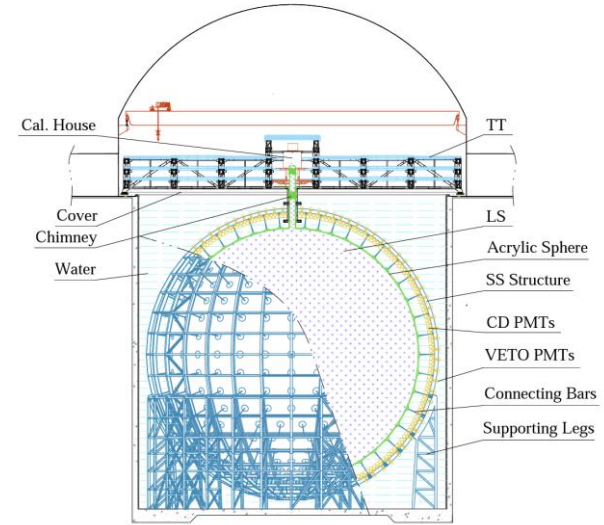 Cal. House
TT
Cover
Chimney
Water
LS
Acrylic Sphere
SS Structure
CD PMTs
VETO PMTs
Connecting Bars
Supporting Legs